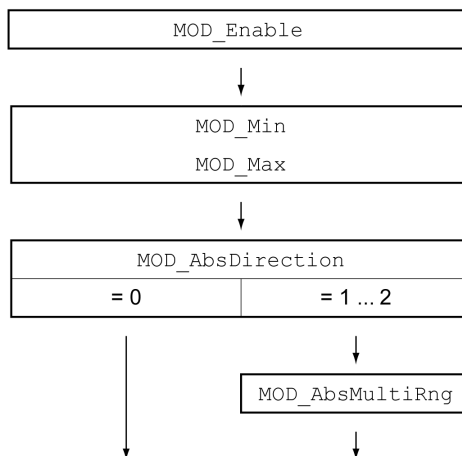 MOD_Enable
MOD_Min
MOD_Max
MOD_AbsDirection
= 0
= 1 ... 2
MOD_AbsMultiRng